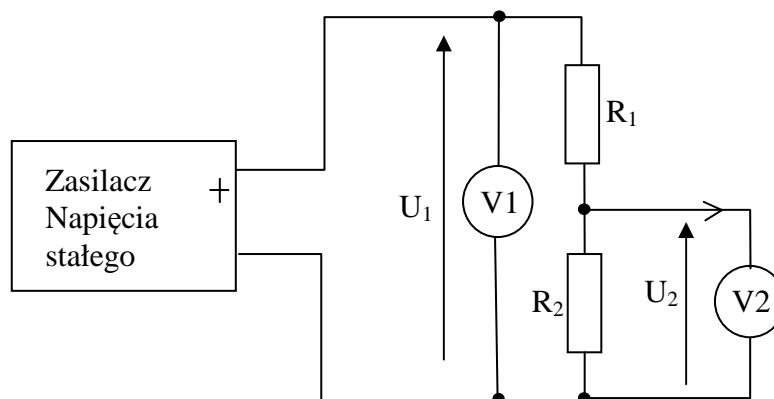 Zasilacz
Napięcia
stałego
+
U₁
V1
R₁
R₂
U₂
V2